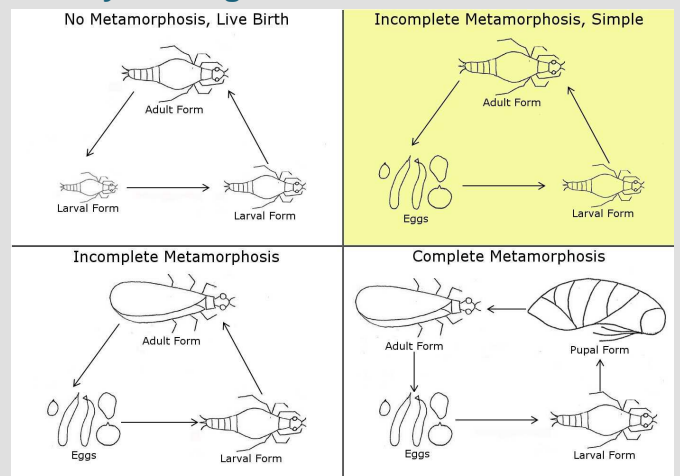 No Metamorphosis, Live Birth
Adult Form
Larval Form
Larval Form
Incomplete Metamorphosis, Simple
Adult Form
Eggs
Larval Form
Incomplete Metamorphosis
Adult Form
Eggs
Larval Form
Complete Metamorphosis
Adult Form
Pupal Form
Eggs
Larval Form